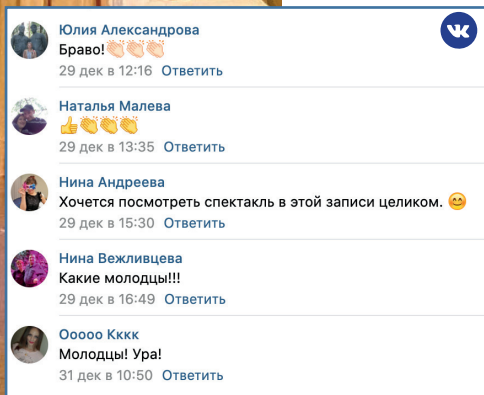 Юлия Александрова
Браво!👏🏻👏🏻👏🏻
29 дек в 12:16 Ответить
Наталья Малева
👍👏👏👏
29 дек в 13:35 Ответить
Нина Андреева
Хочется посмотреть спектакль в этой записи целиком. 😊
29 дек в 15:30 Ответить
Нина Вежливцева
Какие молодцы!!!
29 дек в 16:49 Ответить
Ооооо Кккк
Молодцы! Ура!
31 дек в 10:50 Ответить